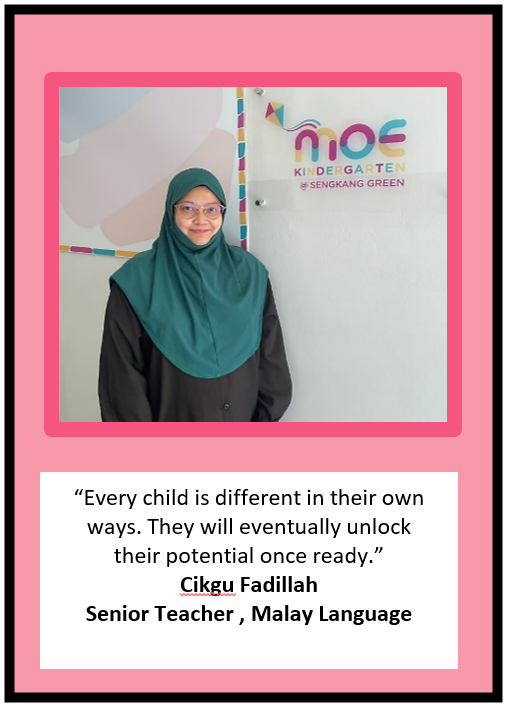 MOE
KINDERGARTEN
@ SENGKANG GREEN
“Every child is different in their own
ways. They will eventually unlock
their potential once ready.”
Cikgu Fadillah
Senior Teacher , Malay Language